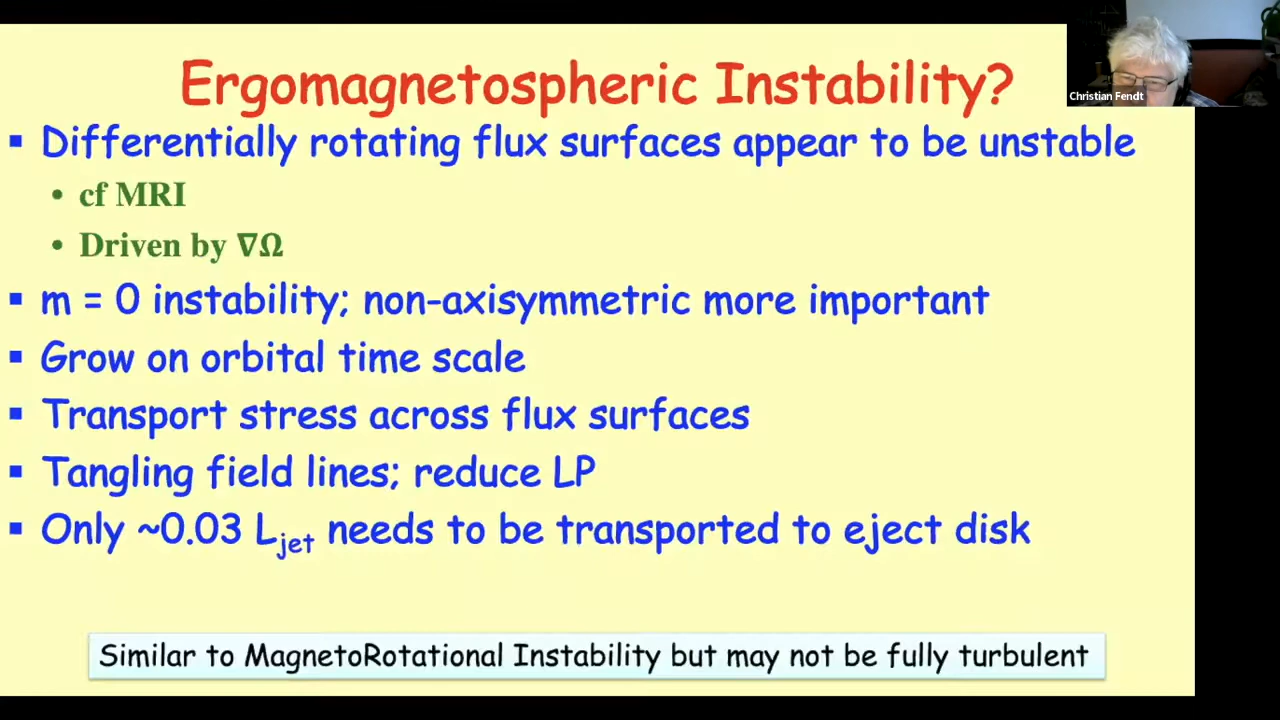 Ergomagnetospheric Instability?
Christian Fendt
▪ Differentially rotating flux surfaces appear to be unstable
• cf MRI
• Driven by ∇Ω
▪ m = 0 instability; non-axisymmetric more important
▪ Grow on orbital time scale
▪ Transport stress across flux surfaces
▪ Tangling field lines; reduce LP
▪ Only ~0.03 L_jet needs to be transported to eject disk
Similar to MagnetoRotational Instability but may not be fully turbulent